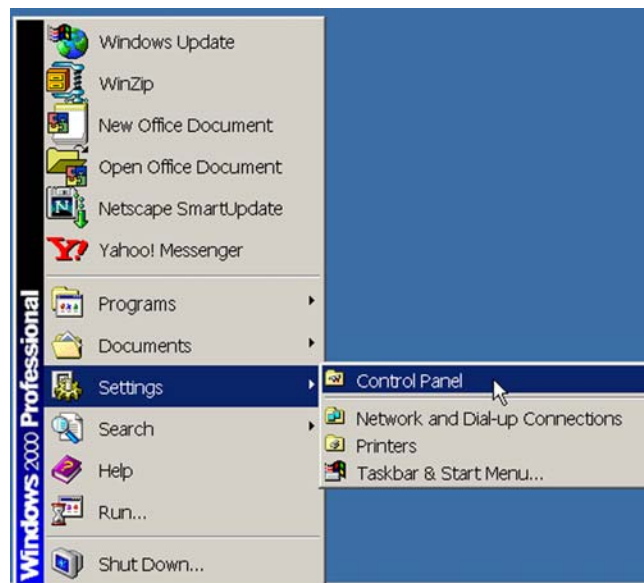 Windows Update
WinZip
New Office Document
Open Office Document
Netscape SmartUpdate
Yahoo! Messenger
Programs
Documents
Settings
Search
Help
Run...
Shut Down...
Control Panel
Network and Dial-up Connections
Printers
Taskbar & Start Menu...
Windows 2000 Professional